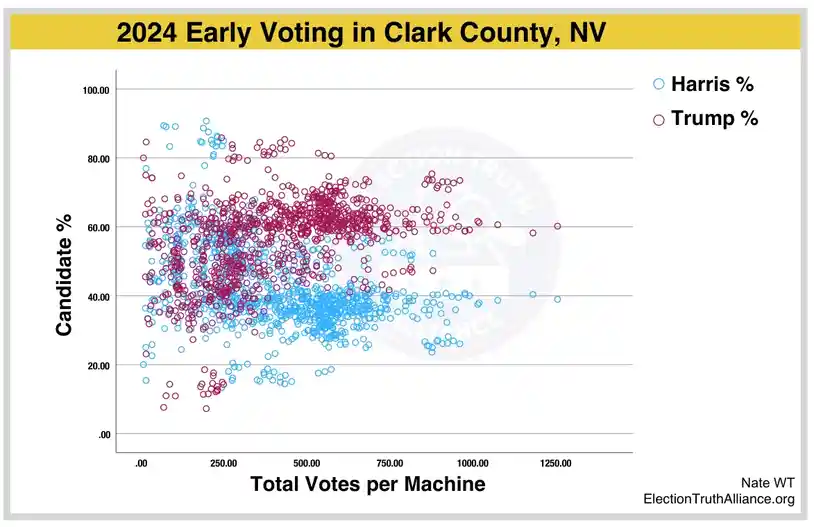 2024 Early Voting in Clark County, NV
Harris %
Trump %
100.00
80.00
60.00
40.00
20.00
.00
Candidate %
.00 250.00 500.00 750.00 1000.00 1250.00
Total Votes per Machine
Nate WT
ElectionTruthAlliance.org